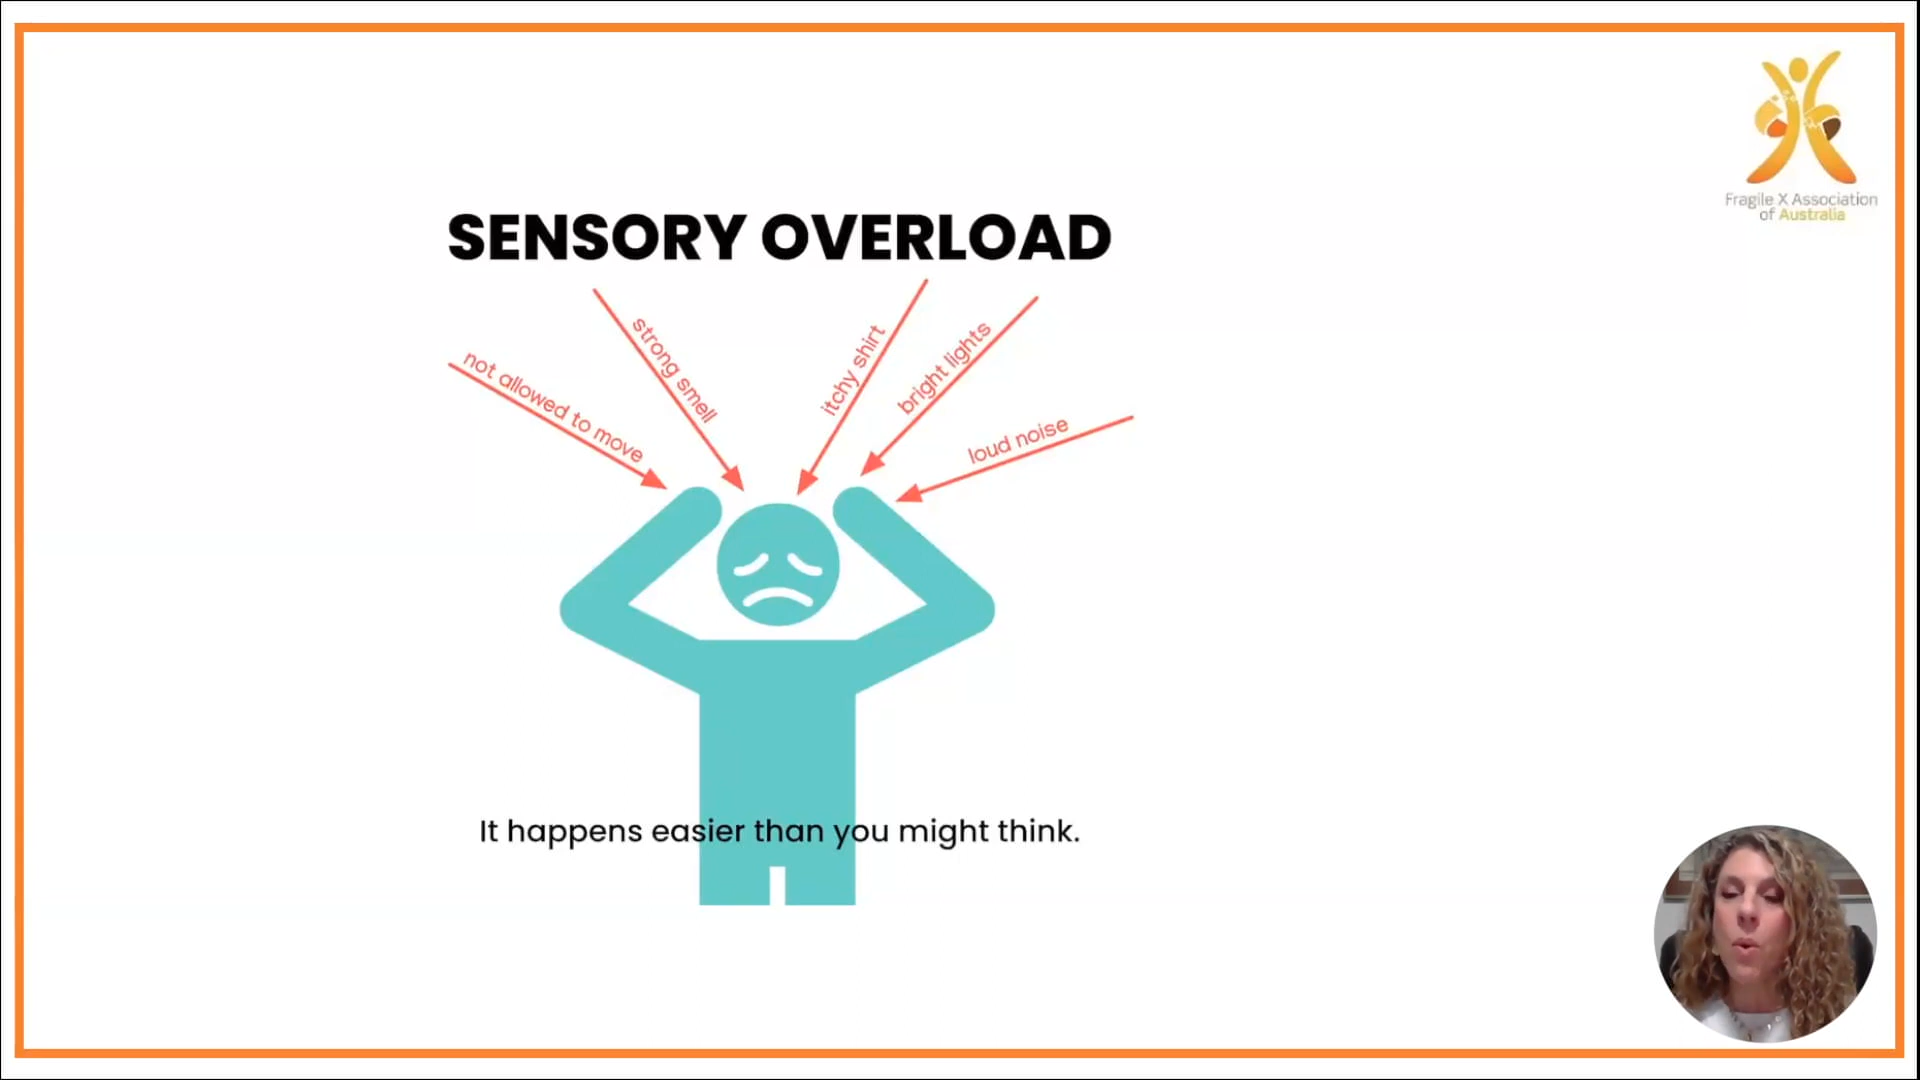 Fragile X Association
of Australia
SENSORY OVERLOAD
not allowed to move
strong smell
itchy shirt
bright lights
loud noise
It happens easier than you might think.